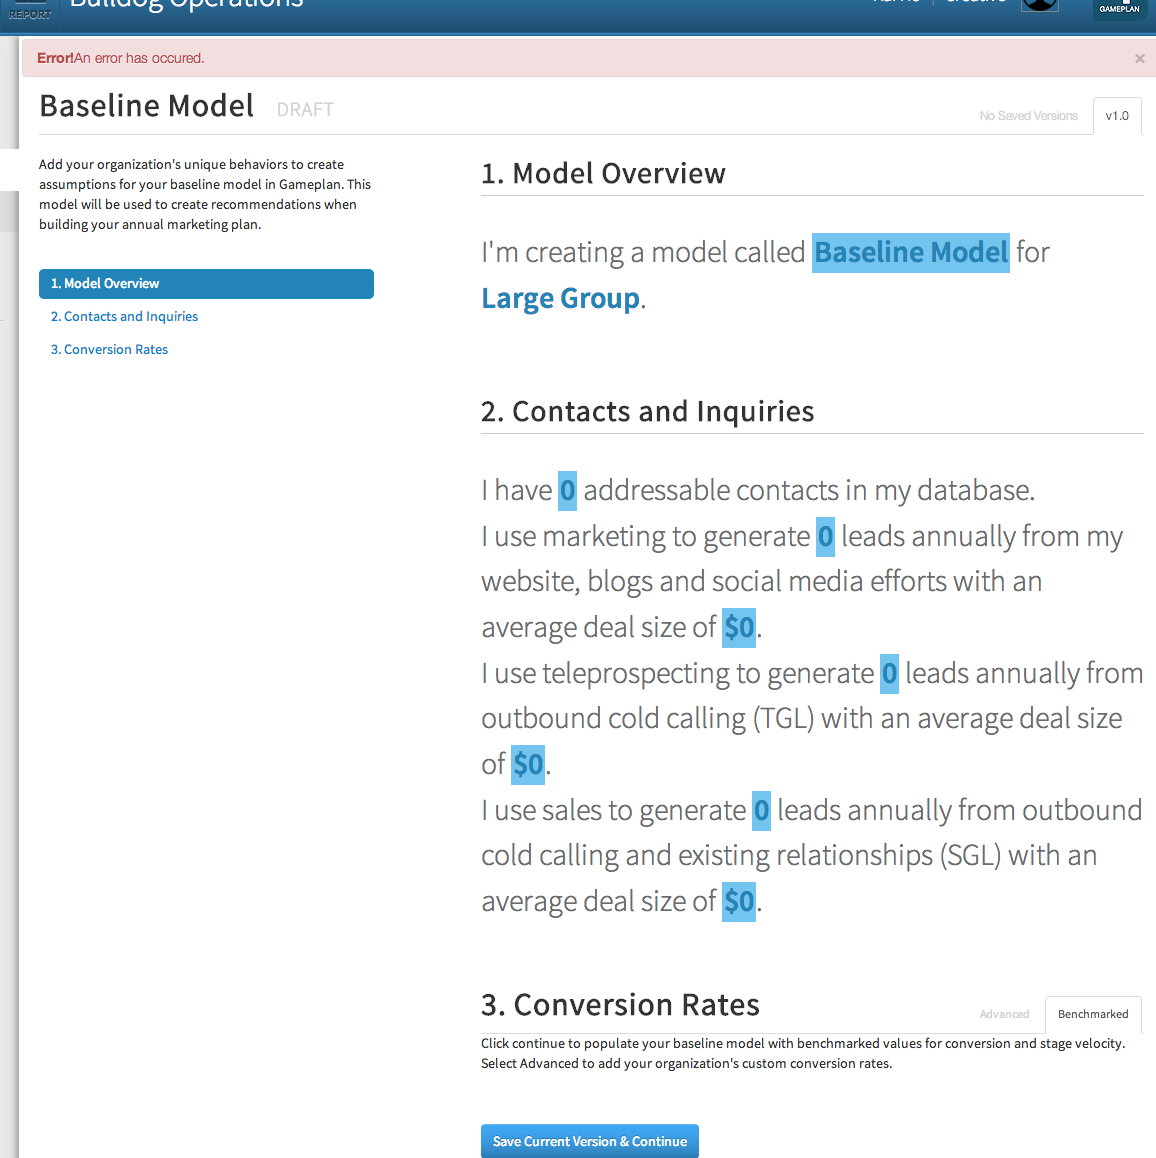 REPORT
Bulldog Operations
GAMEPLAN
Error!An error has occured.
×
Baseline Model DRAFT
No Saved Versions
v1.0
Add your organization's unique behaviors to create
assumptions for your baseline model in Gameplan. This
model will be used to create recommendations when
building your annual marketing plan.
1. Model Overview
2. Contacts and Inquiries
3. Conversion Rates
1. Model Overview
I'm creating a model called Baseline Model for
Large Group.
2. Contacts and Inquiries
I have 0 addressable contacts in my database.
I use marketing to generate 0 leads annually from my
website, blogs and social media efforts with an
average deal size of $0.
I use teleprospecting to generate 0 leads annually from
outbound cold calling (TGL) with an average deal size
of $0.
I use sales to generate 0 leads annually from outbound
cold calling and existing relationships (SGL) with an
average deal size of $0.
3. Conversion Rates
Advanced
Benchmarked
Click continue to populate your baseline model with benchmarked values for conversion and stage velocity.
Select Advanced to add your organization's custom conversion rates.
Save Current Version & Continue